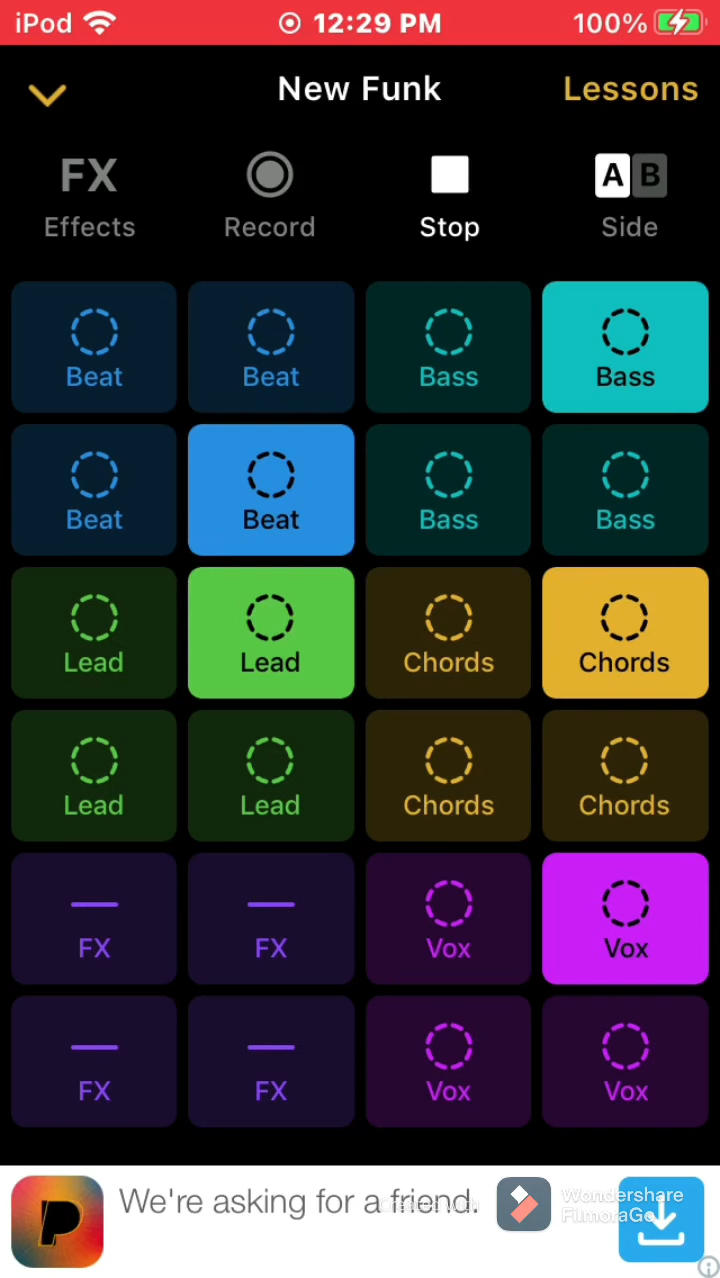 iPod 12:29 PM 100%
New Funk Lessons
FX A B
Effects Record Stop Side
Beat Beat Bass Bass
Beat Beat Bass Bass
Lead Lead Chords Chords
Lead Lead Chords Chords
FX FX Vox Vox
FX FX Vox Vox
We're asking for a friend.
Created with
Wondershare
FilmoraGo